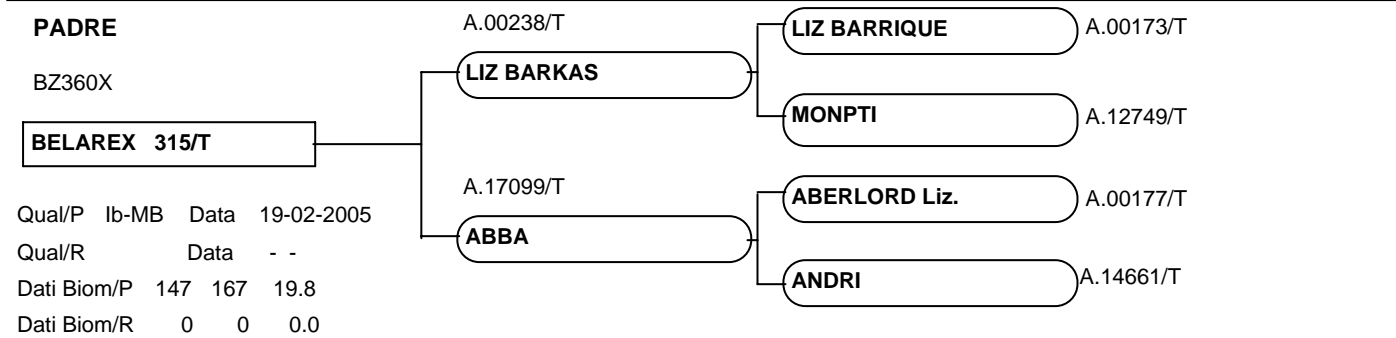 PADRE
BZ360X
BELAREX 315/T
Qual/P Ib-MB Data 19-02-2005
Qual/R Data - -
Dati Biom/P 147 167 19.8
Dati Biom/R 0 0 0.0
A.00238/T
LIZ BARKAS
A.17099/T
ABBA
LIZ BARRIQUE A.00173/T
MONPTI A.12749/T
ABERLORD Liz. A.00177/T
ANDRI A.14661/T